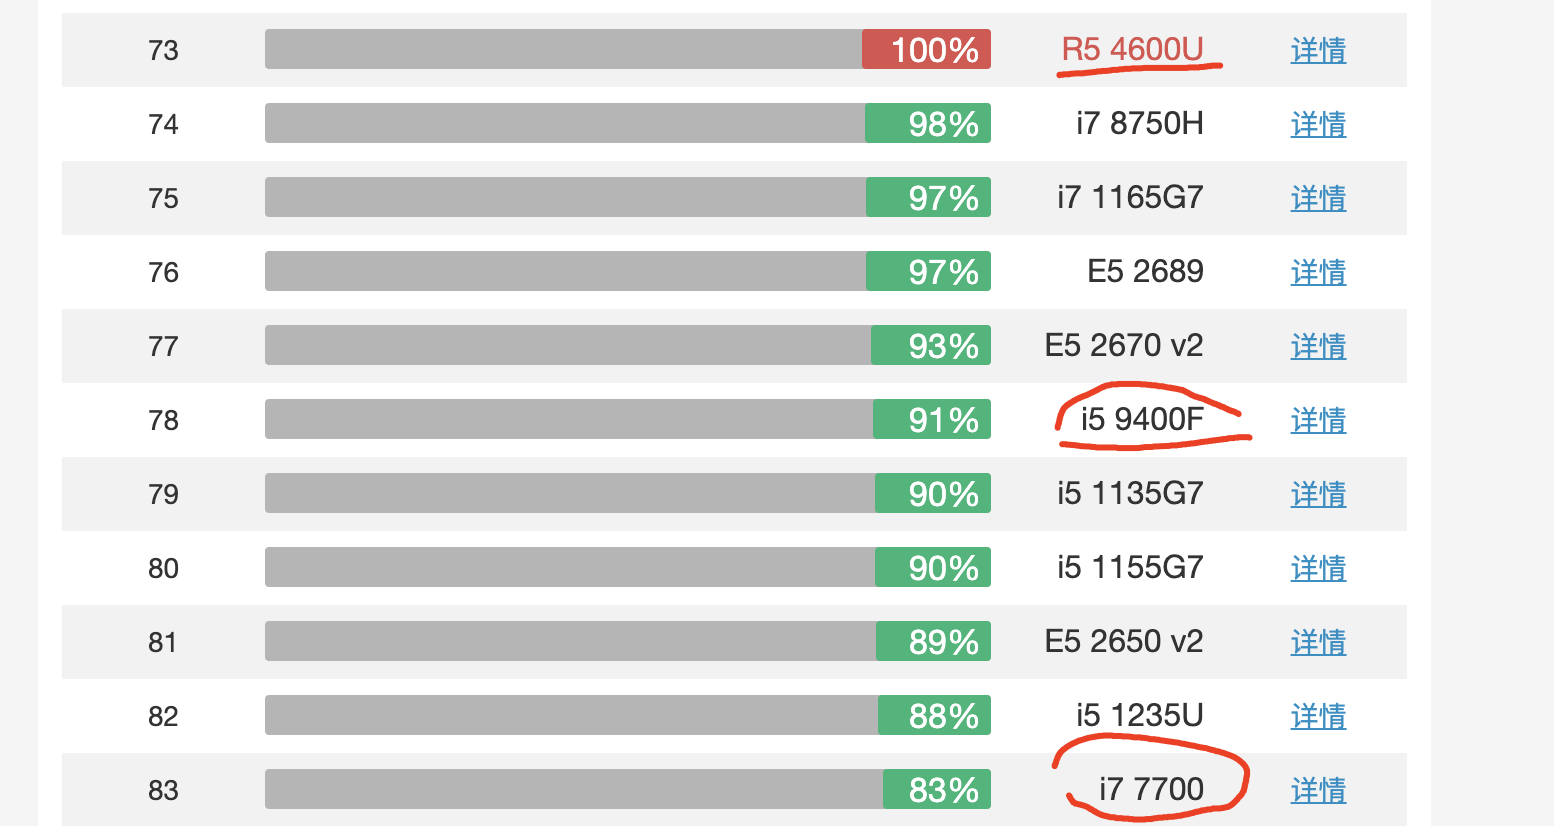 73 100% R5 4600U 详情
74 98% i7 8750H 详情
75 97% i7 1165G7 详情
76 97% E5 2689 详情
77 93% E5 2670 v2 详情
78 91% i5 9400F 详情
79 90% i5 1135G7 详情
80 90% i5 1155G7 详情
81 89% E5 2650 v2 详情
82 88% i5 1235U 详情
83 83% i7 7700 详情